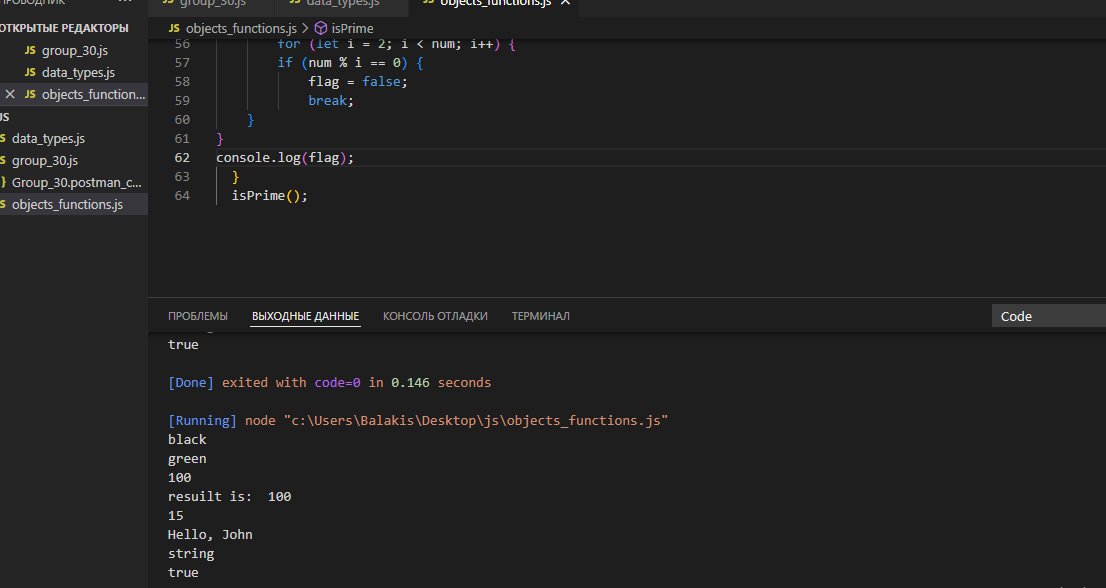 ПРОВОДНИК ...
JS group_30.js JS data_types.js JS objects_functions.js X
ОТКРЫТЫЕ РЕДАКТОРЫ
JS group_30.js
JS data_types.js
X JS objects_function...
JS
S data_types.js
S group_30.js
} Group_30.postman_c...
S objects_functions.js
JS objects_functions.js > isPrime
56 for (let i = 2; i < num; i++) {
57 if (num % i == 0) {
58 flag = false;
59 break;
60 }
61 }
62 console.log(flag);
63 }
64 isPrime();
ПРОБЛЕМЫ ВЫХОДНЫЕ ДАННЫЕ КОНСОЛЬ ОТЛАДКИ ТЕРМИНАЛ Code
true
[Done] exited with code=0 in 0.146 seconds
[Running] node "c:\Users\Balakis\Desktop\js\objects_functions.js"
black
green
100
resuilt is:  100
15
Hello, John
string
true